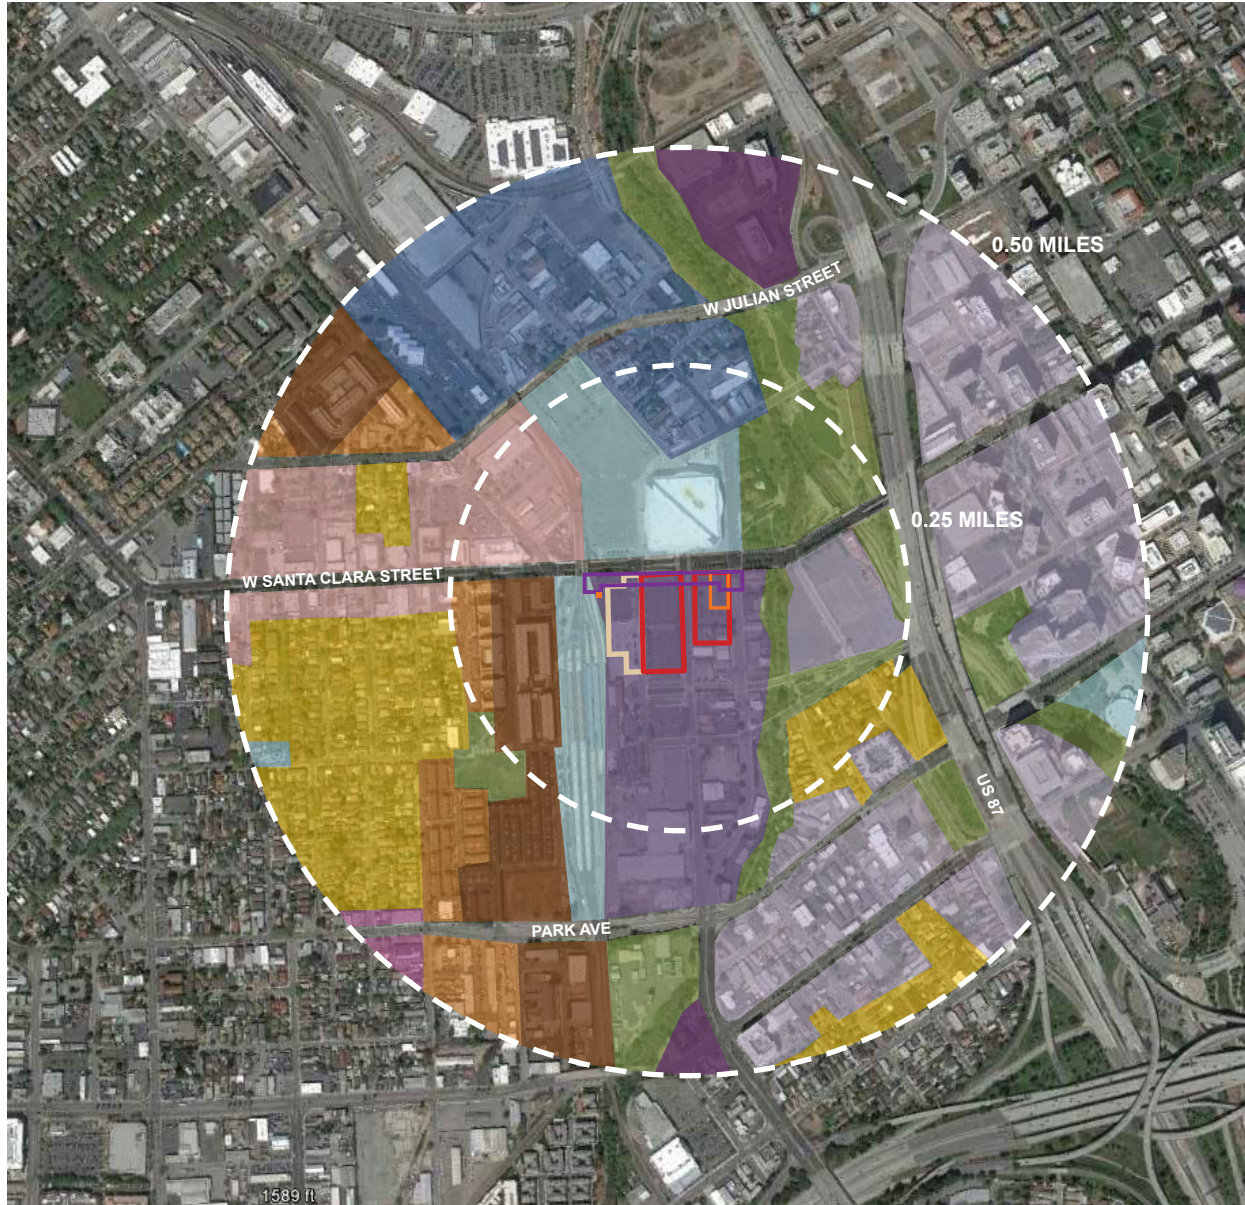 0.50 MILES
W JULIAN STREET
0.25 MILES
W SANTA CLARA STREET
US 87
PARK AVE
1589 ft